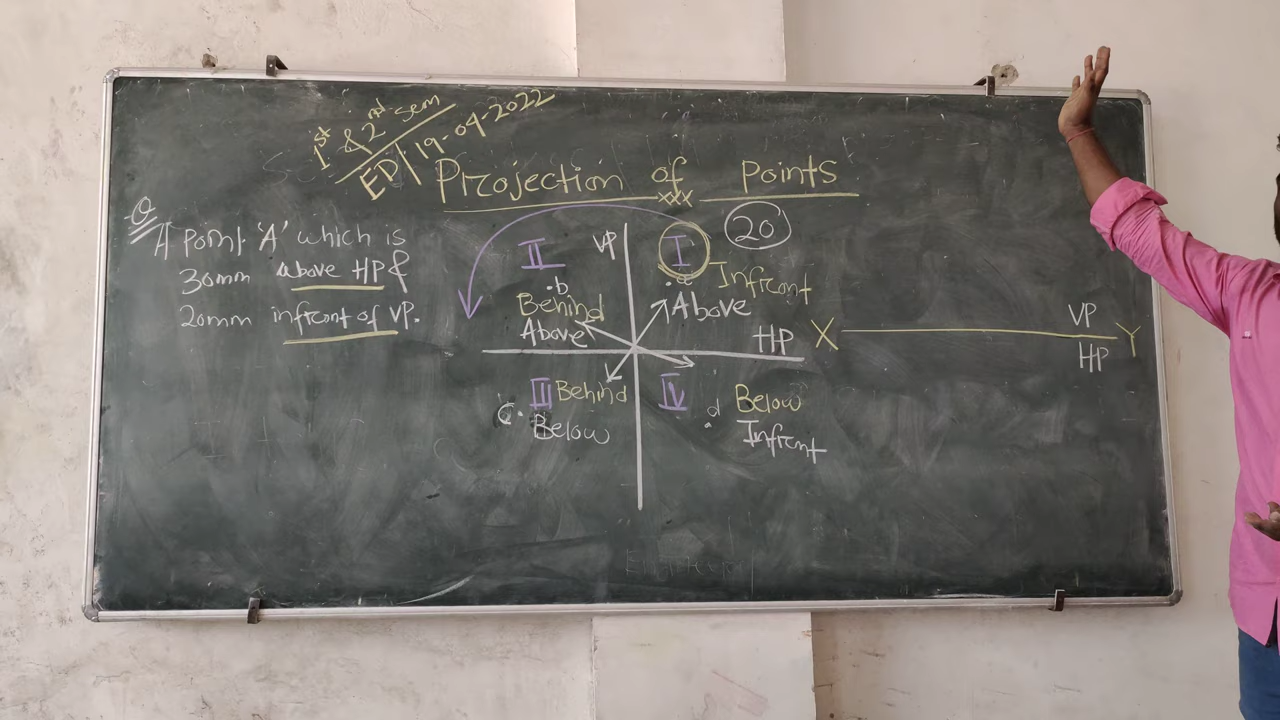 1st & 2nd sem
ED| 19-04-2022
Projection of Points
xxx
Q
A point 'A' which is
30mm above HP &
20mm infront of VP.
II
VP
I
20
.b
a
Behind
Above
Infront
Above
HP
X
VP
Y
HP
III Behind
c. Below
IV
d
Below
Infront